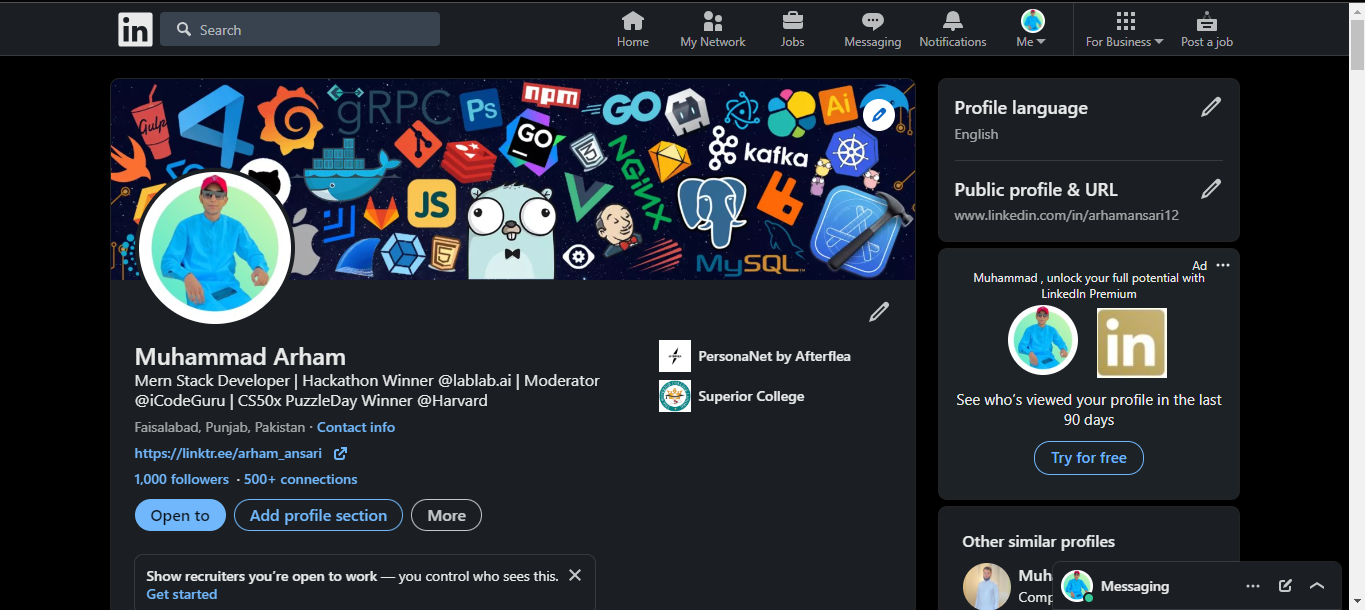 in
Search
Home
My Network
Jobs
Messaging
Notifications
Me
For Business
Post a job
Gulp
gRPC
Ps
npm
GO
Ai
GO
kafka
JS
NGiNX
MySQL
Profile language
English
Public profile & URL
www.linkedin.com/in/arhamansari12
Ad
Muhammad , unlock your full potential with
LinkedIn Premium
in
See who's viewed your profile in the last
90 days
Try for free
Muhammad Arham
Mern Stack Developer | Hackathon Winner @lablab.ai | Moderator
@iCodeGuru | CS50x PuzzleDay Winner @Harvard
Faisalabad, Punjab, Pakistan · Contact info
https://linktr.ee/arham_ansari
1,000 followers · 500+ connections
PersonaNet by Afterflea
Superior College
Open to
Add profile section
More
Show recruiters you're open to work — you control who sees this.
Get started
Other similar profiles
Muh
Comp
Messaging